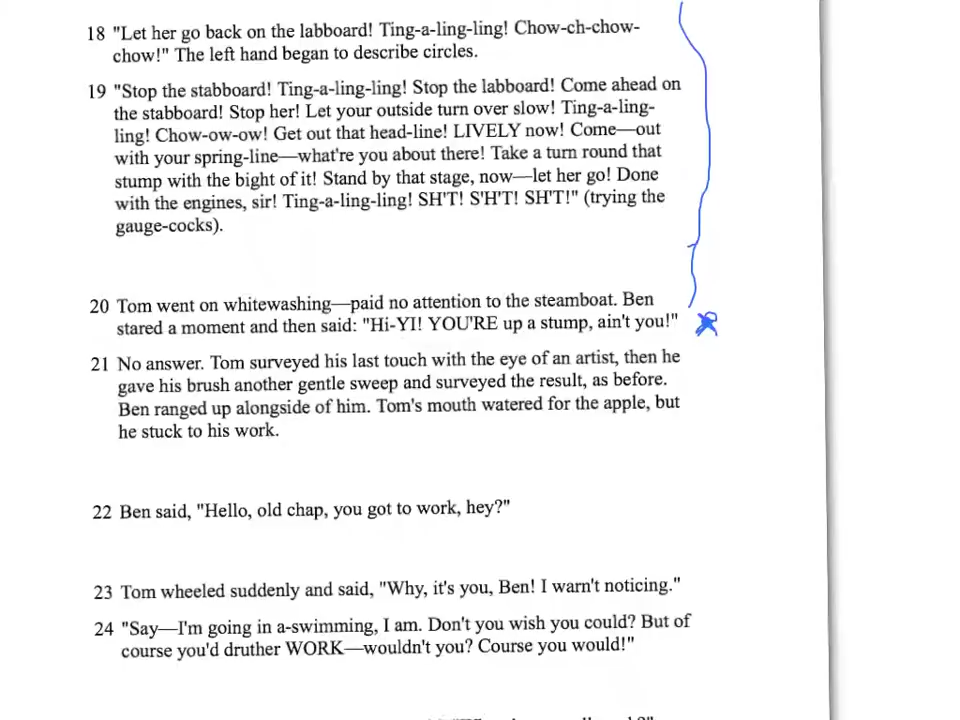 18 "Let her go back on the labboard! Ting-a-ling-ling! Chow-ch-chow-
chow!" The left hand began to describe circles.
19 "Stop the stabboard! Ting-a-ling-ling! Stop the labboard! Come ahead on
the stabboard! Stop her! Let your outside turn over slow! Ting-a-ling-
ling! Chow-ow-ow! Get out that head-line! LIVELY now! Come—out
with your spring-line—what're you about there! Take a turn round that
stump with the bight of it! Stand by that stage, now—let her go! Done
with the engines, sir! Ting-a-ling-ling! SH'T! S'H'T! SH'T!" (trying the
gauge-cocks).
20 Tom went on whitewashing—paid no attention to the steamboat. Ben
stared a moment and then said: "Hi-YI! YOU'RE up a stump, ain't you!"
21 No answer. Tom surveyed his last touch with the eye of an artist, then he
gave his brush another gentle sweep and surveyed the result, as before.
Ben ranged up alongside of him. Tom's mouth watered for the apple, but
he stuck to his work.
22 Ben said, "Hello, old chap, you got to work, hey?"
23 Tom wheeled suddenly and said, "Why, it's you, Ben! I warn't noticing."
24 "Say—I'm going in a-swimming, I am. Don't you wish you could? But of
course you'd druther WORK—wouldn't you? Course you would!"